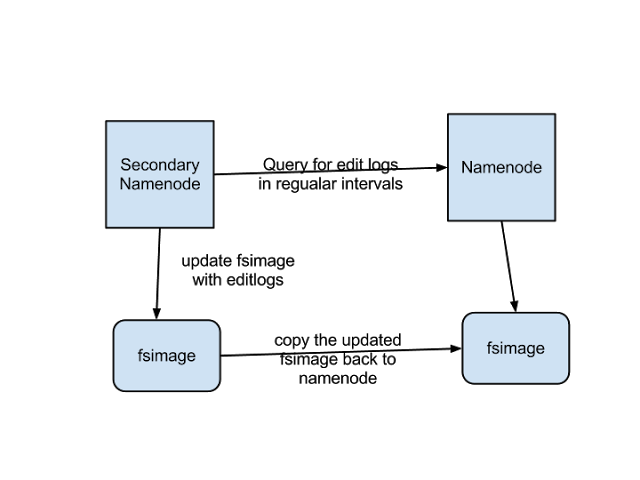 Secondary
Namenode
Query for edit logs
in regualar intervals
Namenode
update fsimage
with editlogs
fsimage
copy the updated
fsimage back to
namenode
fsimage